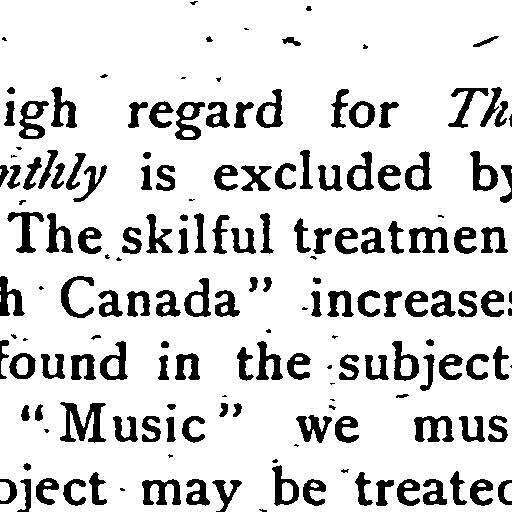 igh regard for The
nthly is excluded by
The skilful treatmen
h Canada" increases
found in the subject
"Music" we mus
bject may be treated